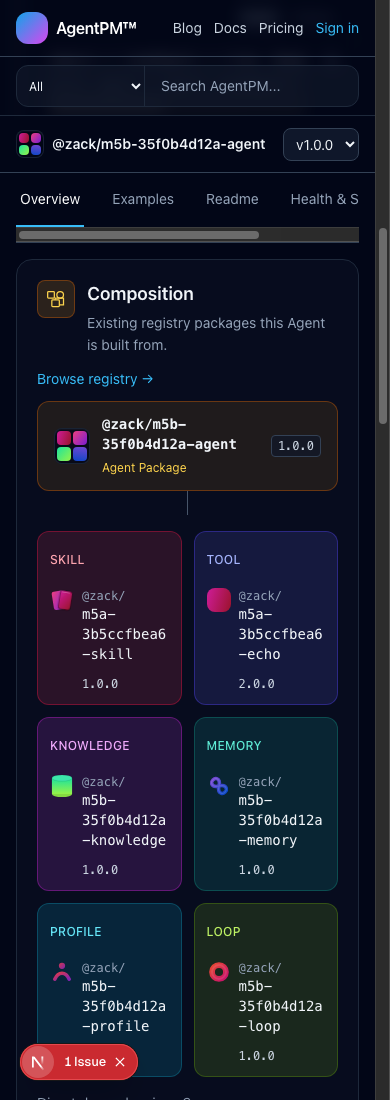 AgentPM™ Blog Docs Pricing Sign in
All Search AgentPM...
@zack/m5b-35f0b4d12a-agent v1.0.0
Overview Examples Readme Health & S
Composition
Existing registry packages this Agent
is built from.
Browse registry →
@zack/m5b-
35f0b4d12a-agent
1.0.0
Agent Package
SKILL
@zack/
m5a-
3b5ccfbea6
-skill
1.0.0
TOOL
@zack/
m5a-
3b5ccfbea6
-echo
2.0.0
KNOWLEDGE
@zack/
m5b-
35f0b4d12a
-knowledge
1.0.0
MEMORY
@zack/
m5b-
35f0b4d12a
-memory
1.0.0
PROFILE
@zack/
m5b-
35f0b4d12a
-profile
LOOP
@zack/
m5b-
35f0b4d12a
-loop
1.0.0
N 1 Issue ×